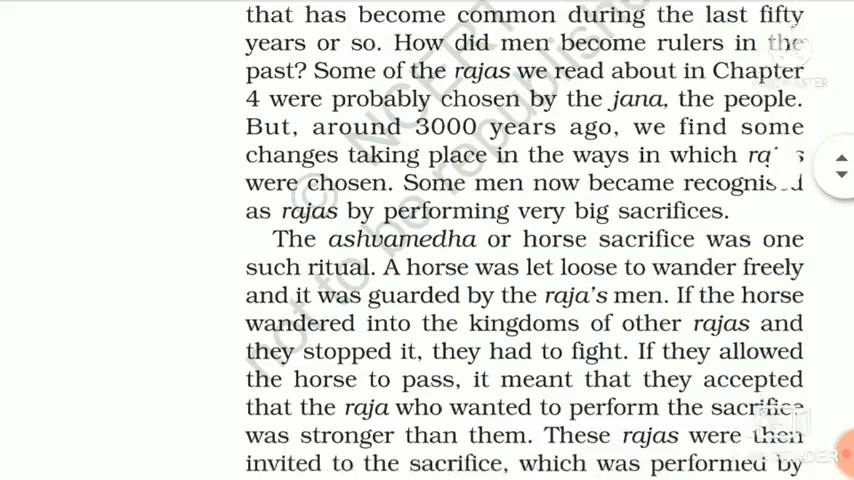 that has become common during the last fifty
years or so. How did men become rulers in the
past? Some of the rajas we read about in Chapter
4 were probably chosen by the jana, the people.
But, around 3000 years ago, we find some
changes taking place in the ways in which
were chosen. Some men now became recognised
as rajas by performing very big sacrifices.
The ashvamedha or horse sacrifice was one
such ritual. A horse was let loose to wander freely
and it was guarded by the raja's men. If the horse
wandered into the kingdoms of other rajas and
they stopped it, they had to fight. If they allowed
the horse to pass, it meant that they accepted
that the raja who wanted to perform the sacrifice
was stronger than them. These rajas were then
invited to the sacrifice, which was performed by
© NCERT
not to be republished